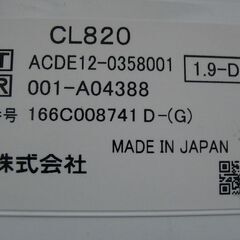 CL820
T ACDE12-0358001
R 001-A04388
1.9-D
号 166C008741 D-(G)
MADE IN JAPAN
株式会社